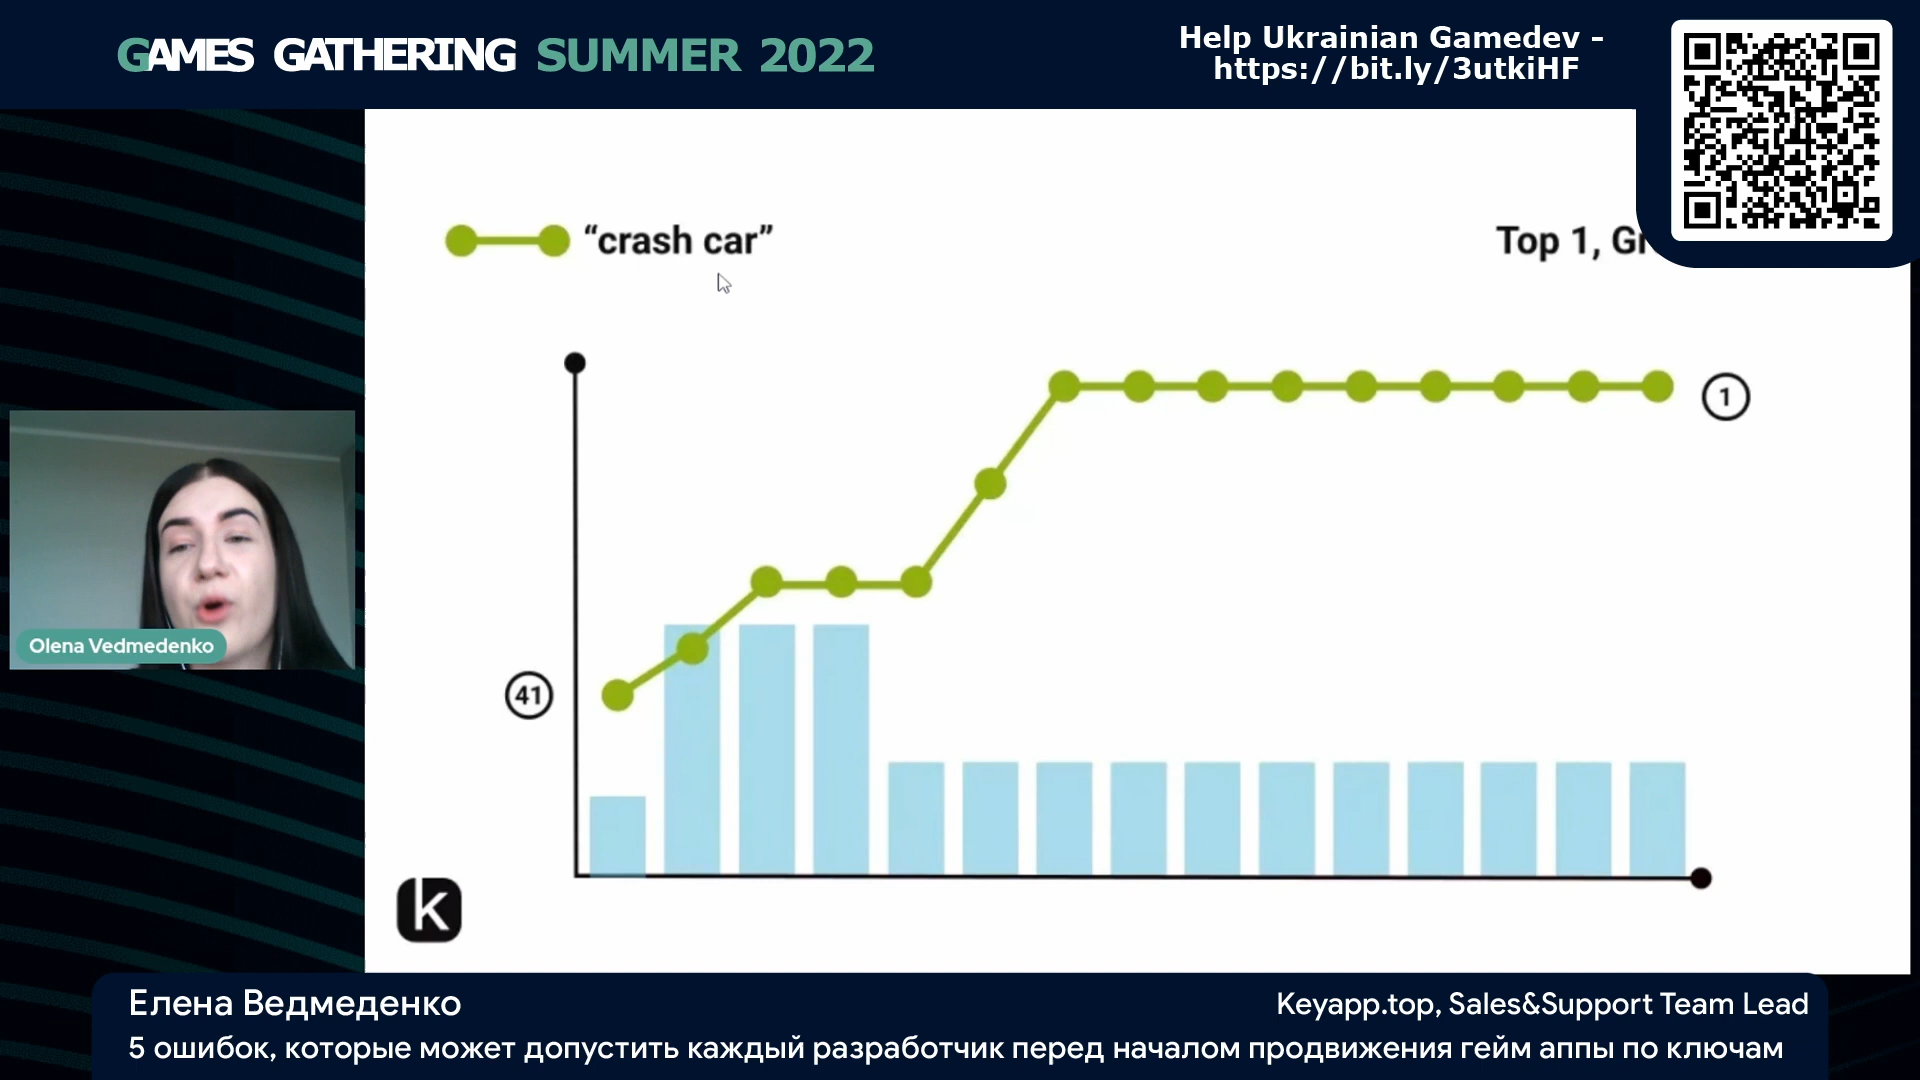 GAMES GATHERING SUMMER 2022
Help Ukrainian Gamedev -
https://bit.ly/3utkiHF
“crash car”
Top 1,
1
41
Olena Vedmedenko
k
Елена Ведмеденко
Keyapp.top, Sales&Support Team Lead
5 ошибок, которые может допустить каждый разработчик перед началом продвижения гейм аппы по ключам